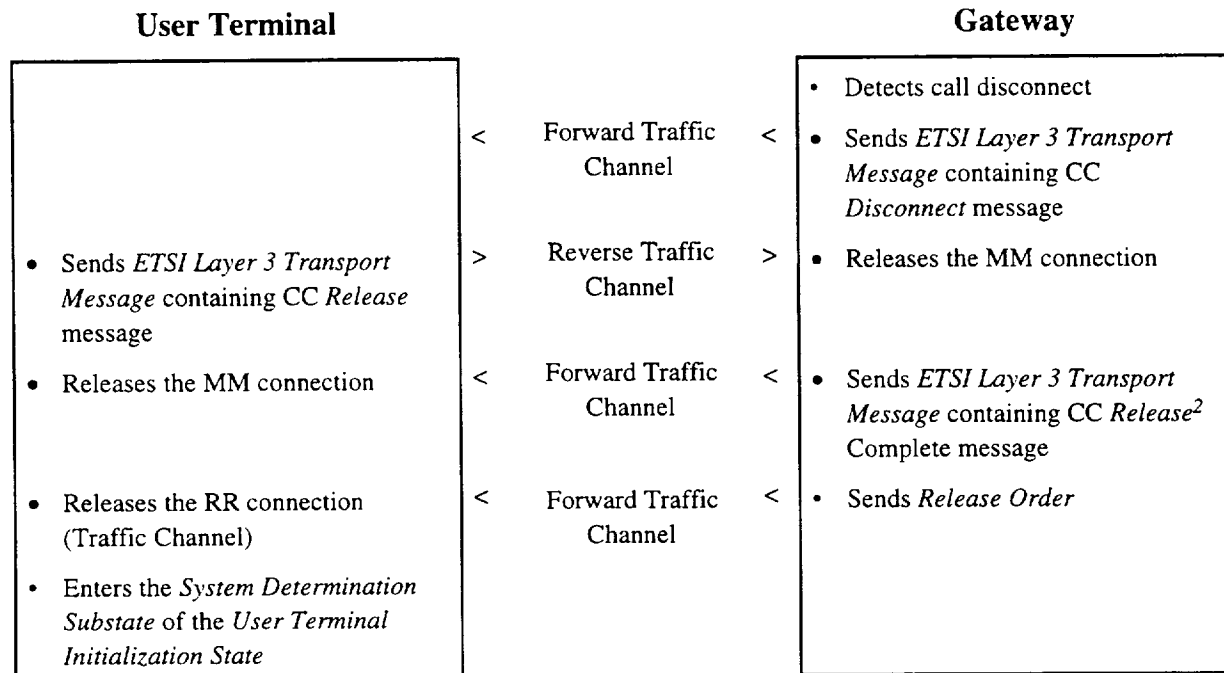 User Terminal
Gateway
• Detects call disconnect
< Forward Traffic Channel <
• Sends ETSI Layer 3 Transport
Message containing CC
Disconnect message
• Sends ETSI Layer 3 Transport
Message containing CC Release
message
> Reverse Traffic Channel >
• Releases the MM connection
• Releases the MM connection
< Forward Traffic Channel <
• Sends ETSI Layer 3 Transport
Message containing CC Release2
Complete message
• Releases the RR connection
(Traffic Channel)
< Forward Traffic Channel <
• Sends Release Order
• Enters the System Determination
Substate of the User Terminal
Initialization State